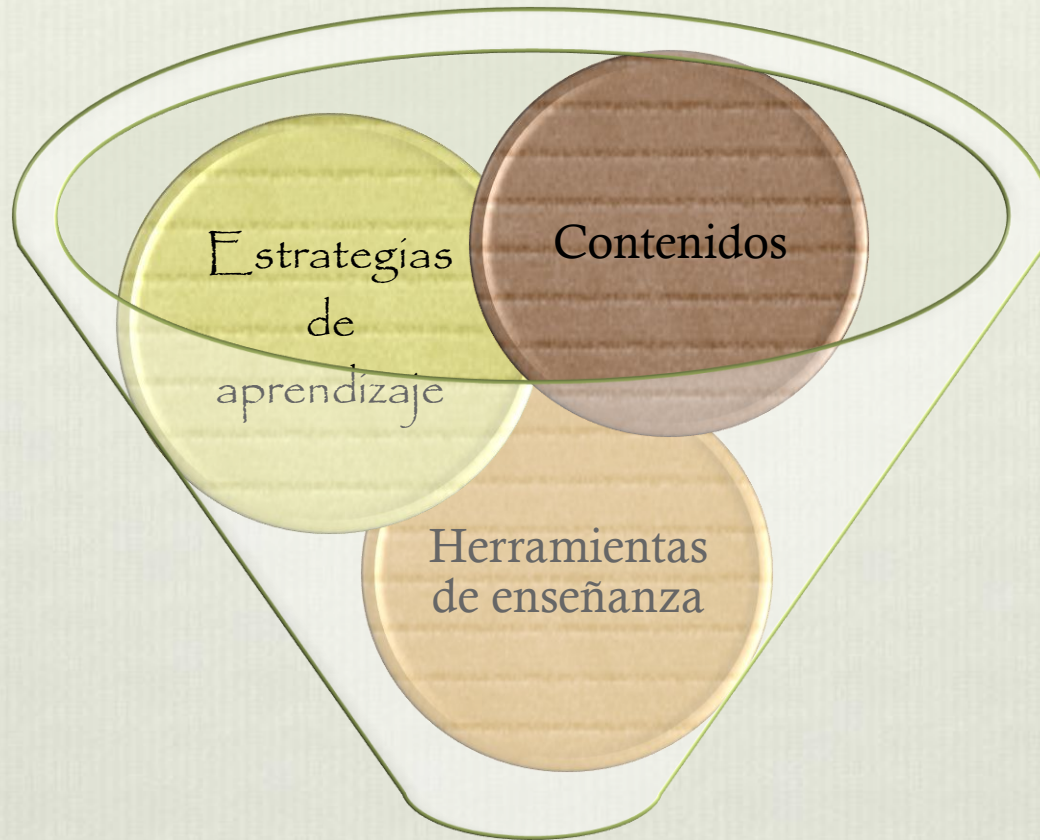 Estrategias
de
aprendizaje
Contenidos
Herramientas
de enseñanza